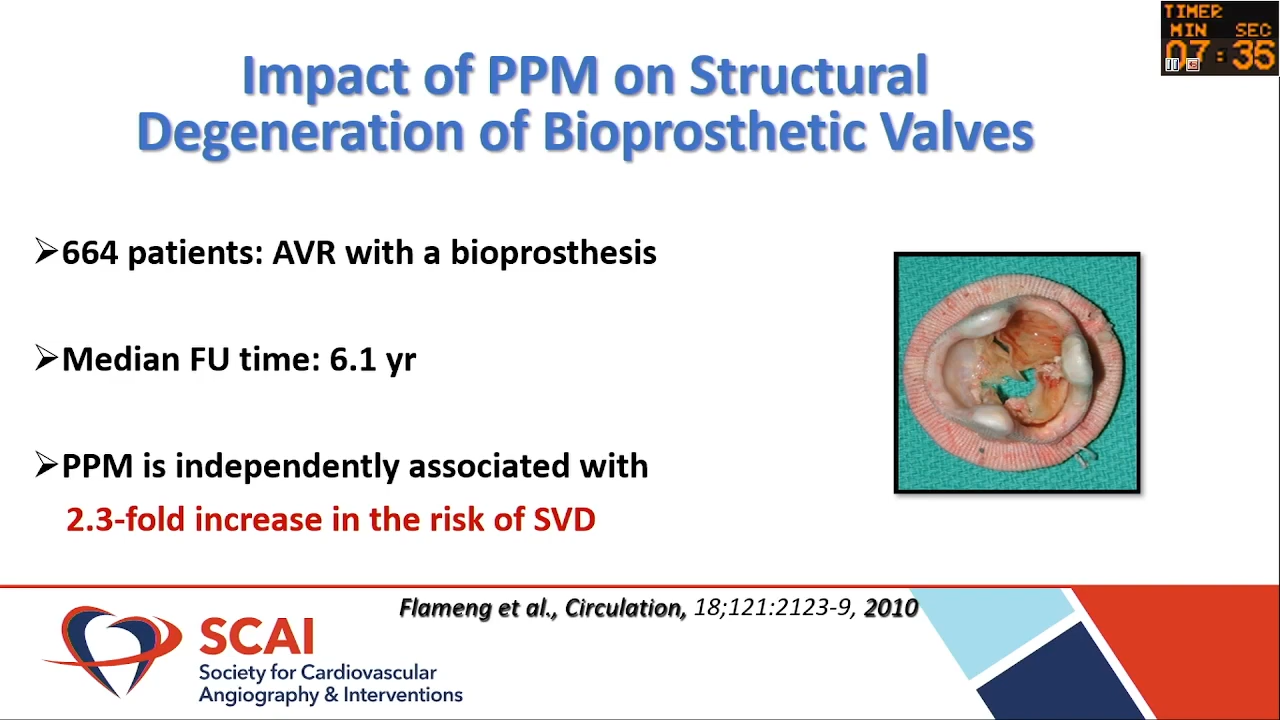 TIMER
MIN SEC
07:35
Impact of PPM on Structural
Degeneration of Bioprosthetic Valves
➢664 patients: AVR with a bioprosthesis
➢Median FU time: 6.1 yr
➢PPM is independently associated with
2.3-fold increase in the risk of SVD
Flameng et al., Circulation, 18;121:2123-9, 2010
SCAI
Society for Cardiovascular
Angiography & Interventions